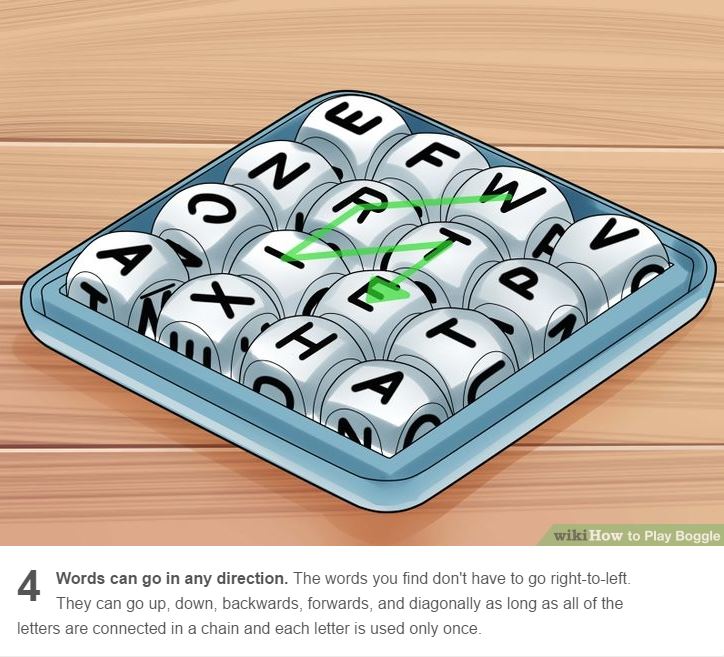 E F W V
N R T P
C I E T
A X H A
wikiHow to Play Boggle
4 Words can go in any direction. The words you find don't have to go right-to-left.
They can go up, down, backwards, forwards, and diagonally as long as all of the
letters are connected in a chain and each letter is used only once.